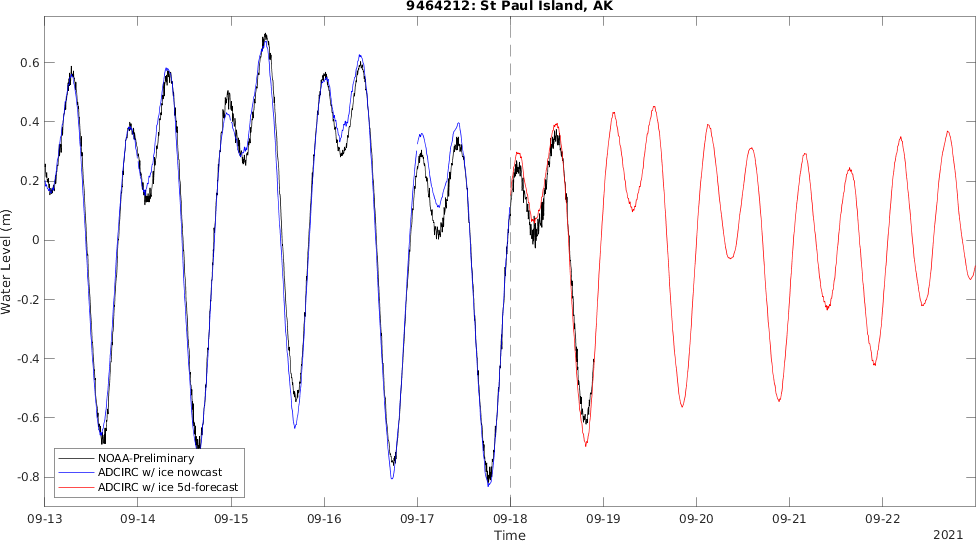 9464212: St Paul Island, AK
Water Level (m)
0.6
0.4
0.2
0
-0.2
-0.4
-0.6
-0.8
NOAA-Preliminary
ADCIRC w/ ice nowcast
ADCIRC w/ ice 5d-forecast
09-13 09-14 09-15 09-16 09-17 09-18 09-19 09-20 09-21 09-22
Time
2021